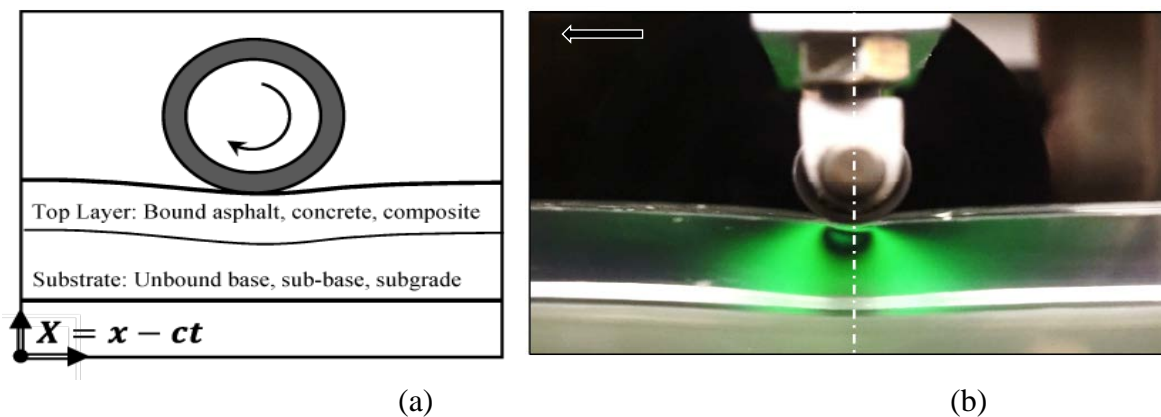 Top Layer: Bound asphalt, concrete, composite
Substrate: Unbound base, sub-base, subgrade
X = x − ct
(a)
(b)